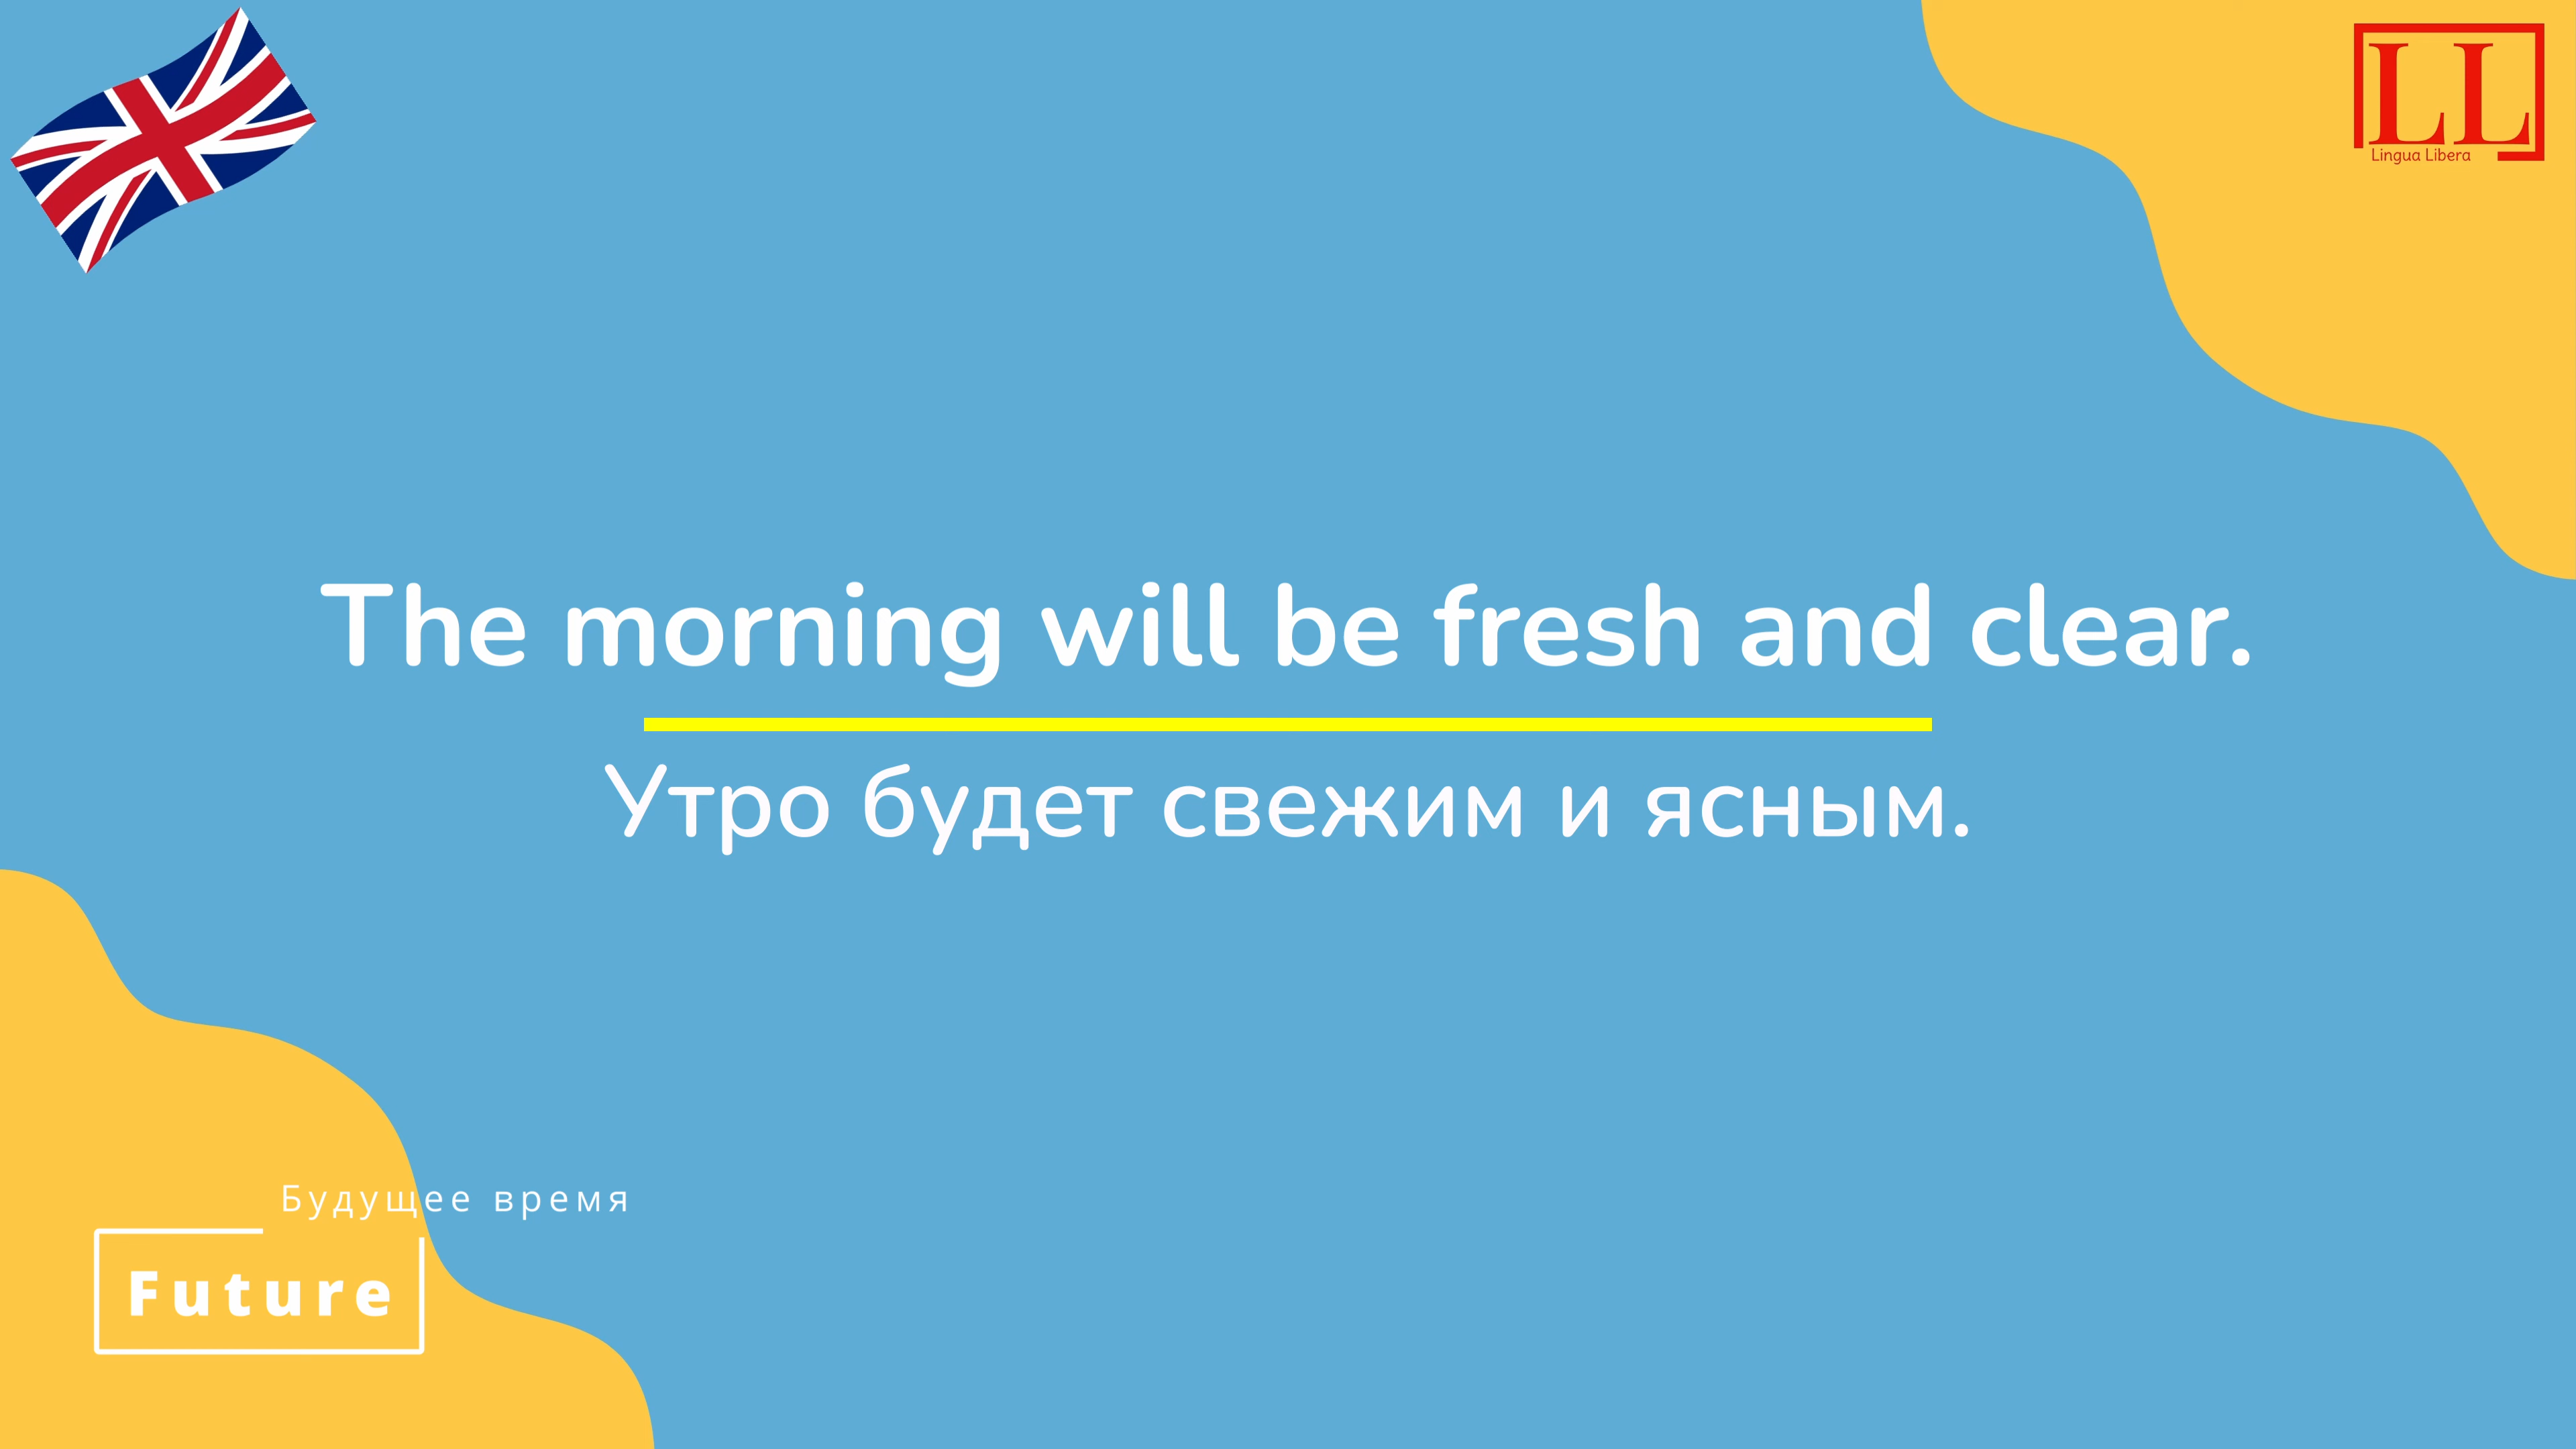 LL
Lingua Libera
The morning will be fresh and clear.
Утро будет свежим и ясным.
Будущее время
Future